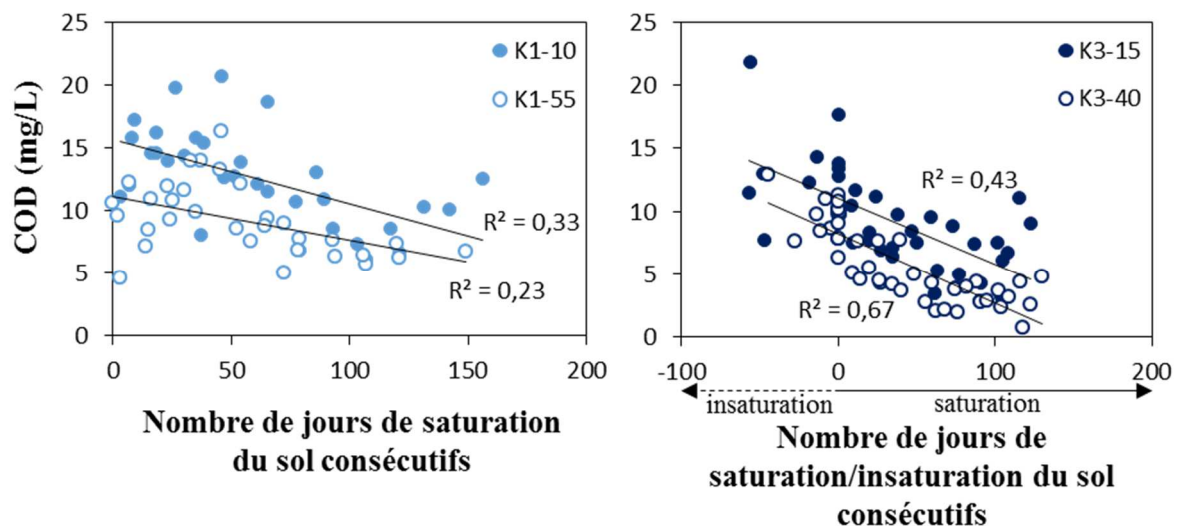 COD (mg/L)
25
20
15
10
5
0
K1-10
K1-55
R² = 0,33
R² = 0,23
0 50 100 150 200
Nombre de jours de saturation
du sol consécutifs
25
20
15
10
5
0
K3-15
K3-40
R² = 0,43
R² = 0,67
-100 0 100 200
insaturation saturation
Nombre de jours de
saturation/insaturation du sol
consécutifs